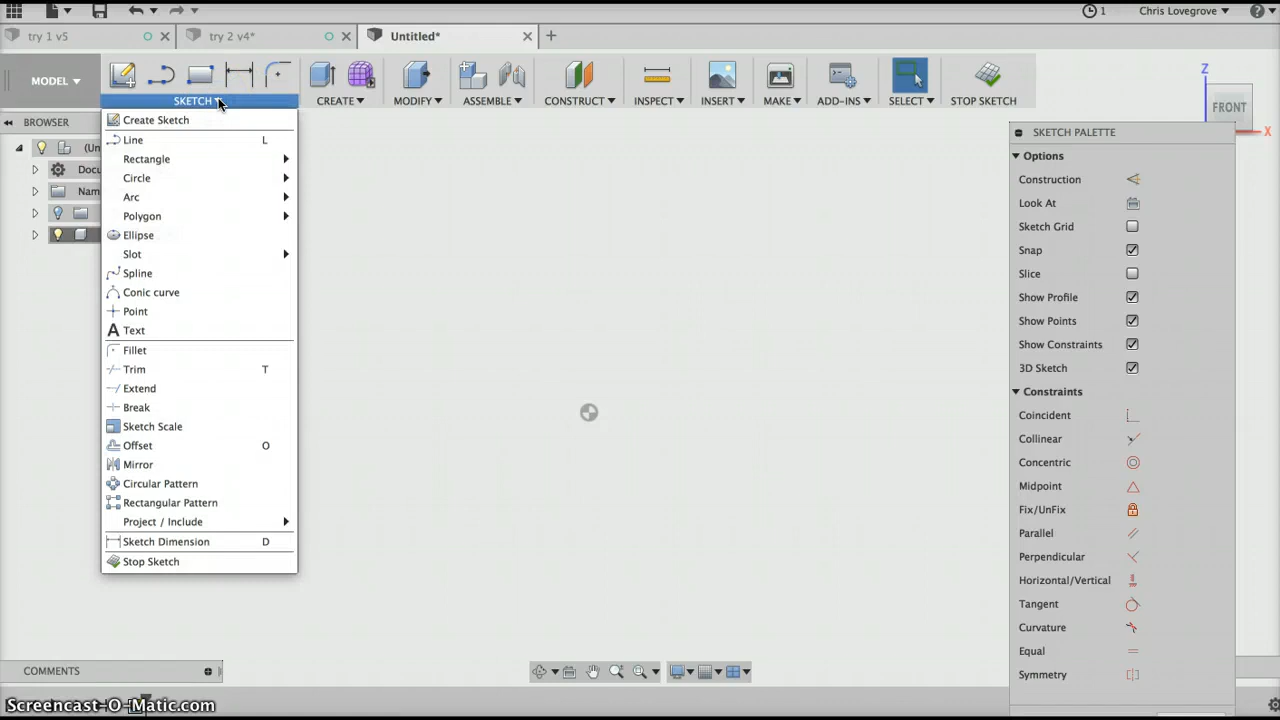 1 Chris Lovegrove
try 1 v5 try 2 v4* Untitled*
MODEL
SKETCH CREATE MODIFY ASSEMBLE CONSTRUCT INSPECT INSERT MAKE ADD-INS SELECT STOP SKETCH
BROWSER
(Un
Docu
Nam
Create Sketch
Line L
Rectangle
Circle
Arc
Polygon
Ellipse
Slot
Spline
Conic curve
Point
A Text
Fillet
Trim T
Extend
Break
Sketch Scale
Offset O
Mirror
Circular Pattern
Rectangular Pattern
Project / Include
Sketch Dimension D
Stop Sketch
Z
FRONT
X
SKETCH PALETTE
Options
Construction
Look At
Sketch Grid
Snap
Slice
Show Profile
Show Points
Show Constraints
3D Sketch
Constraints
Coincident
Collinear
Concentric
Midpoint
Fix/UnFix
Parallel
Perpendicular
Horizontal/Vertical
Tangent
Curvature
Equal
Symmetry
COMMENTS
Screencast-O-Matic.com